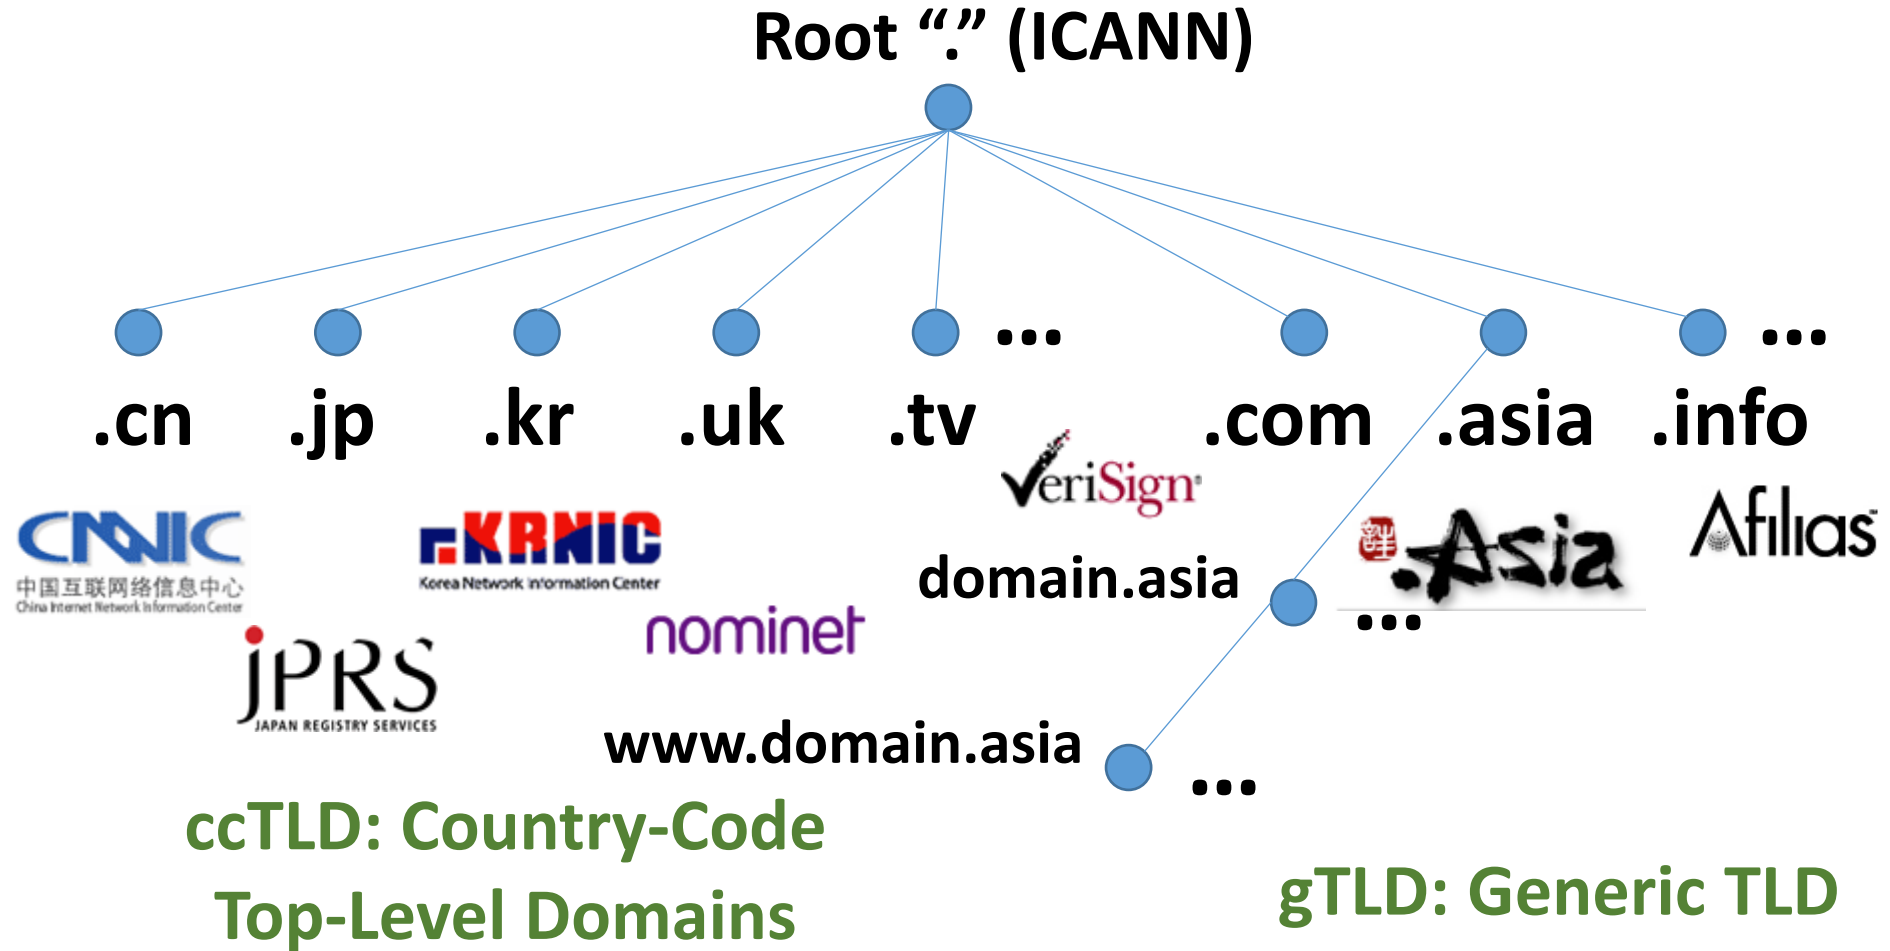 Root “.” (ICANN)
...
...
.cn
.jp
.kr
.uk
.tv
.com
.asia
.info
VeriSign
CNNIC
中国互联网络信息中心
China Internet Network Information Center
KRNIC
Korea Network Information Center
.Asia
Afilias™
domain.asia
...
nominet
JPRS
JAPAN REGISTRY SERVICES
www.domain.asia
...
ccTLD: Country-Code
Top-Level Domains
gTLD: Generic TLD